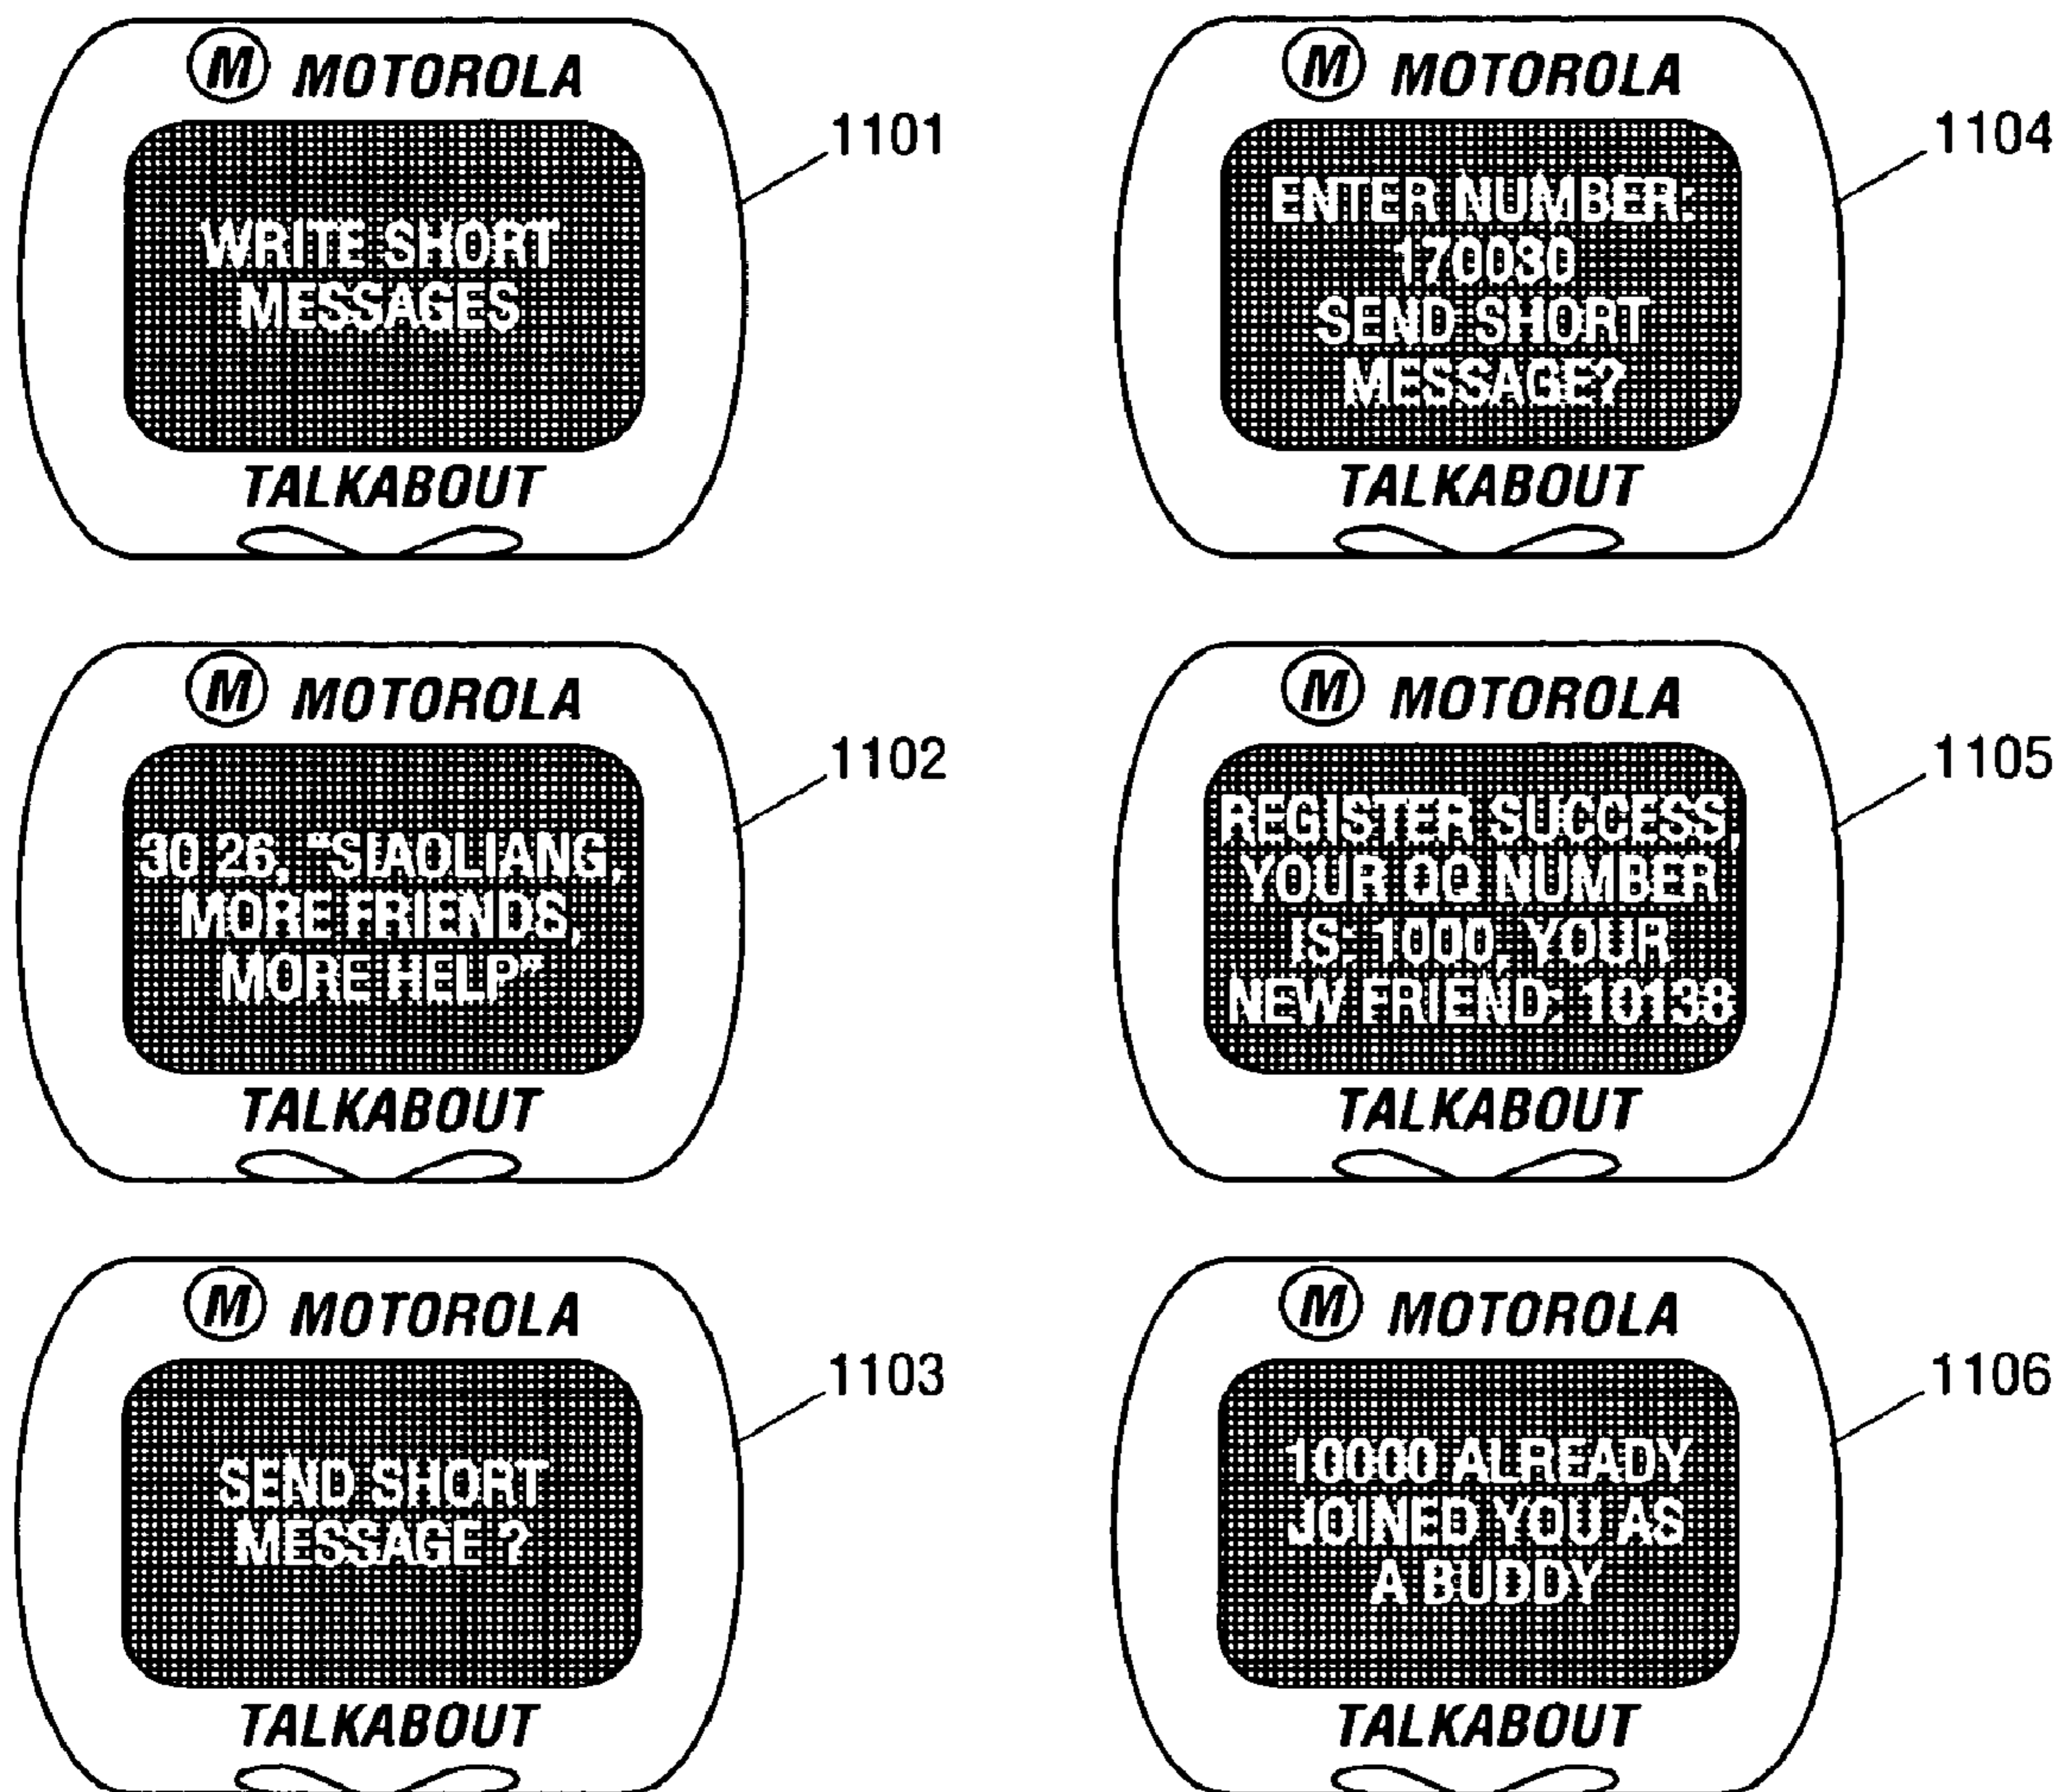 M MOTOROLA
WRITE SHORT
MESSAGES
TALKABOUT
1101
M MOTOROLA
30 26, “SIAOLIANG,
MORE FRIENDS,
MORE HELP”
TALKABOUT
1102
M MOTOROLA
SEND SHORT
MESSAGE ?
TALKABOUT
1103
M MOTOROLA
ENTER NUMBER:
170030
SEND SHORT
MESSAGE?
TALKABOUT
1104
M MOTOROLA
REGISTER SUCCESS,
YOUR QQ NUMBER
IS: 1000, YOUR
NEW FRIEND: 10138
TALKABOUT
1105
M MOTOROLA
10000 ALREADY
JOINED YOU AS
A BUDDY
TALKABOUT
1106